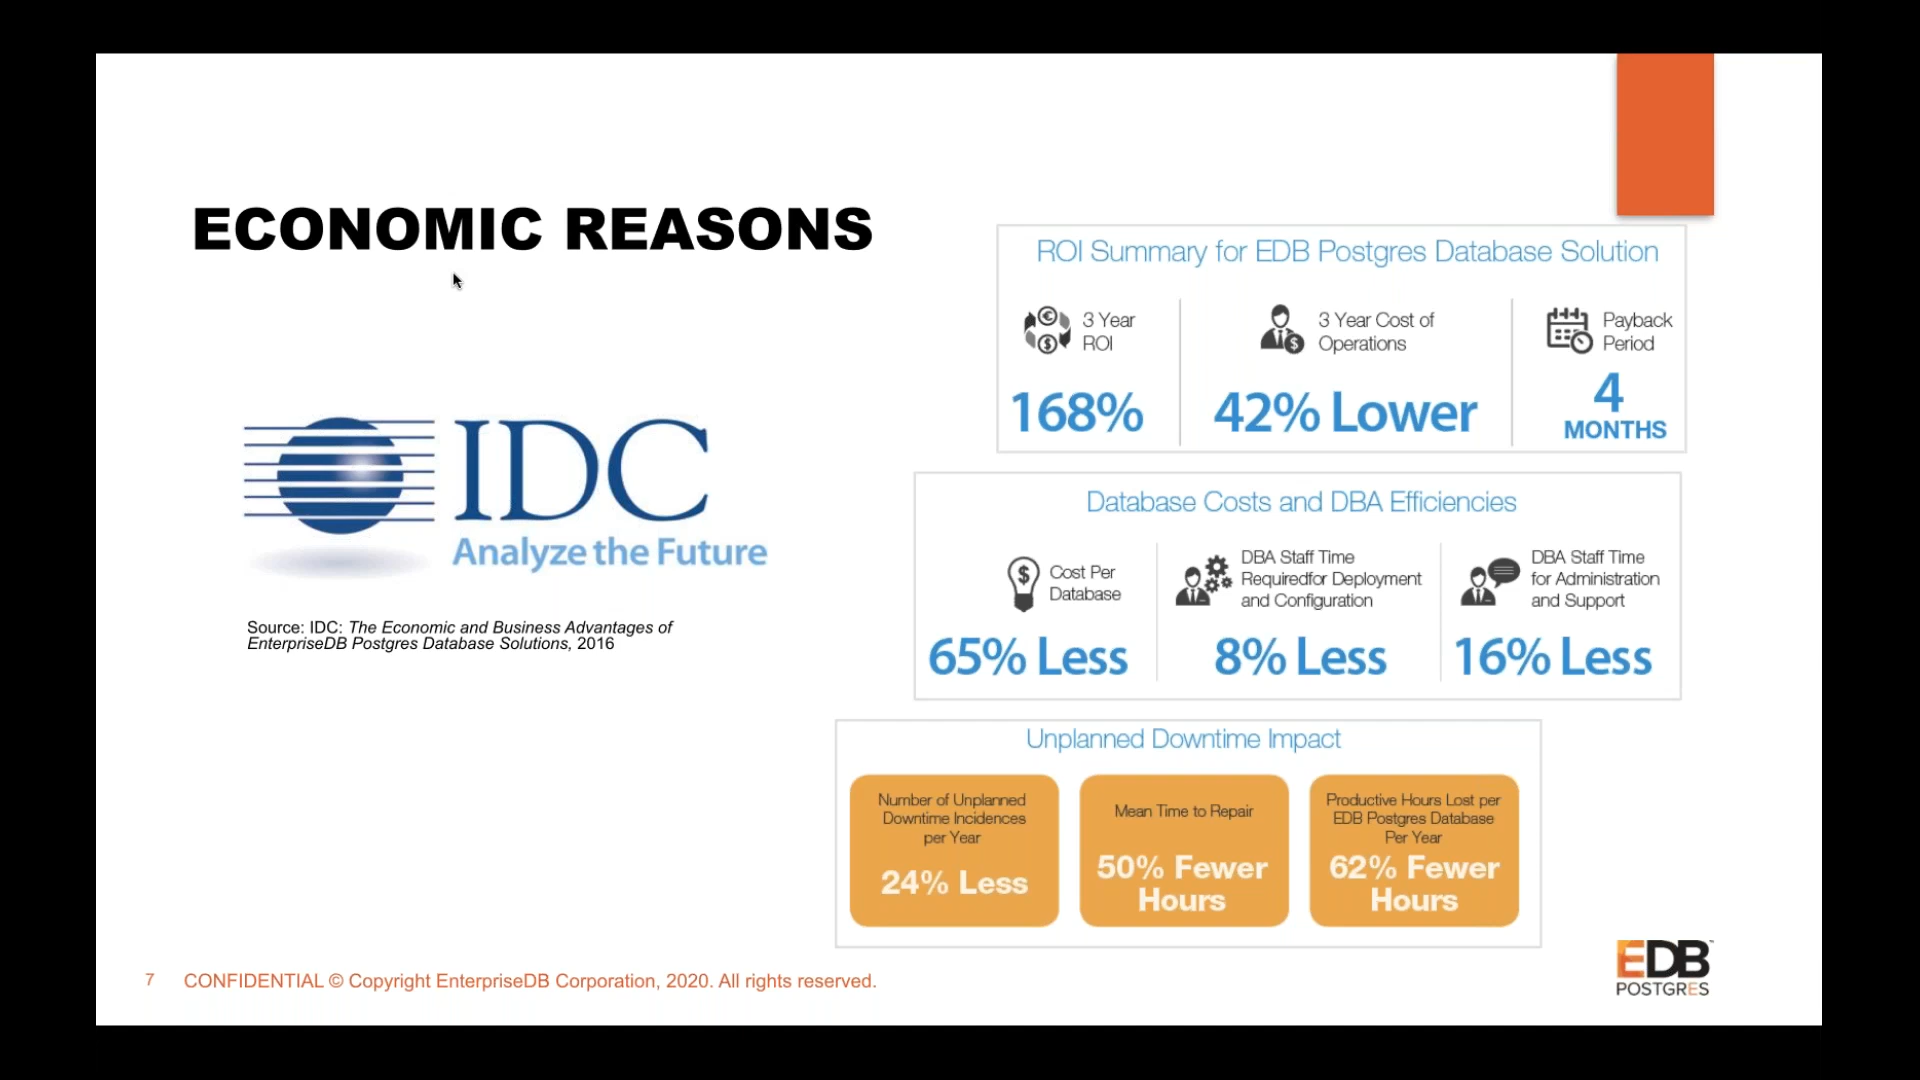 ECONOMIC REASONS
IDC
Analyze the Future
Source: IDC: The Economic and Business Advantages of
EnterpriseDB Postgres Database Solutions, 2016
ROI Summary for EDB Postgres Database Solution
3 Year
ROI
168%
3 Year Cost of
Operations
42% Lower
Payback
Period
4
MONTHS
Database Costs and DBA Efficiencies
Cost Per
Database
65% Less
DBA Staff Time
Requiredfor Deployment
and Configuration
8% Less
DBA Staff Time
for Administration
and Support
16% Less
Unplanned Downtime Impact
Number of Unplanned
Downtime Incidences
per Year
24% Less
Mean Time to Repair
50% Fewer
Hours
Productive Hours Lost per
EDB Postgres Database
Per Year
62% Fewer
Hours
7 CONFIDENTIAL © Copyright EnterpriseDB Corporation, 2020. All rights reserved.
EDB™
POSTGRES